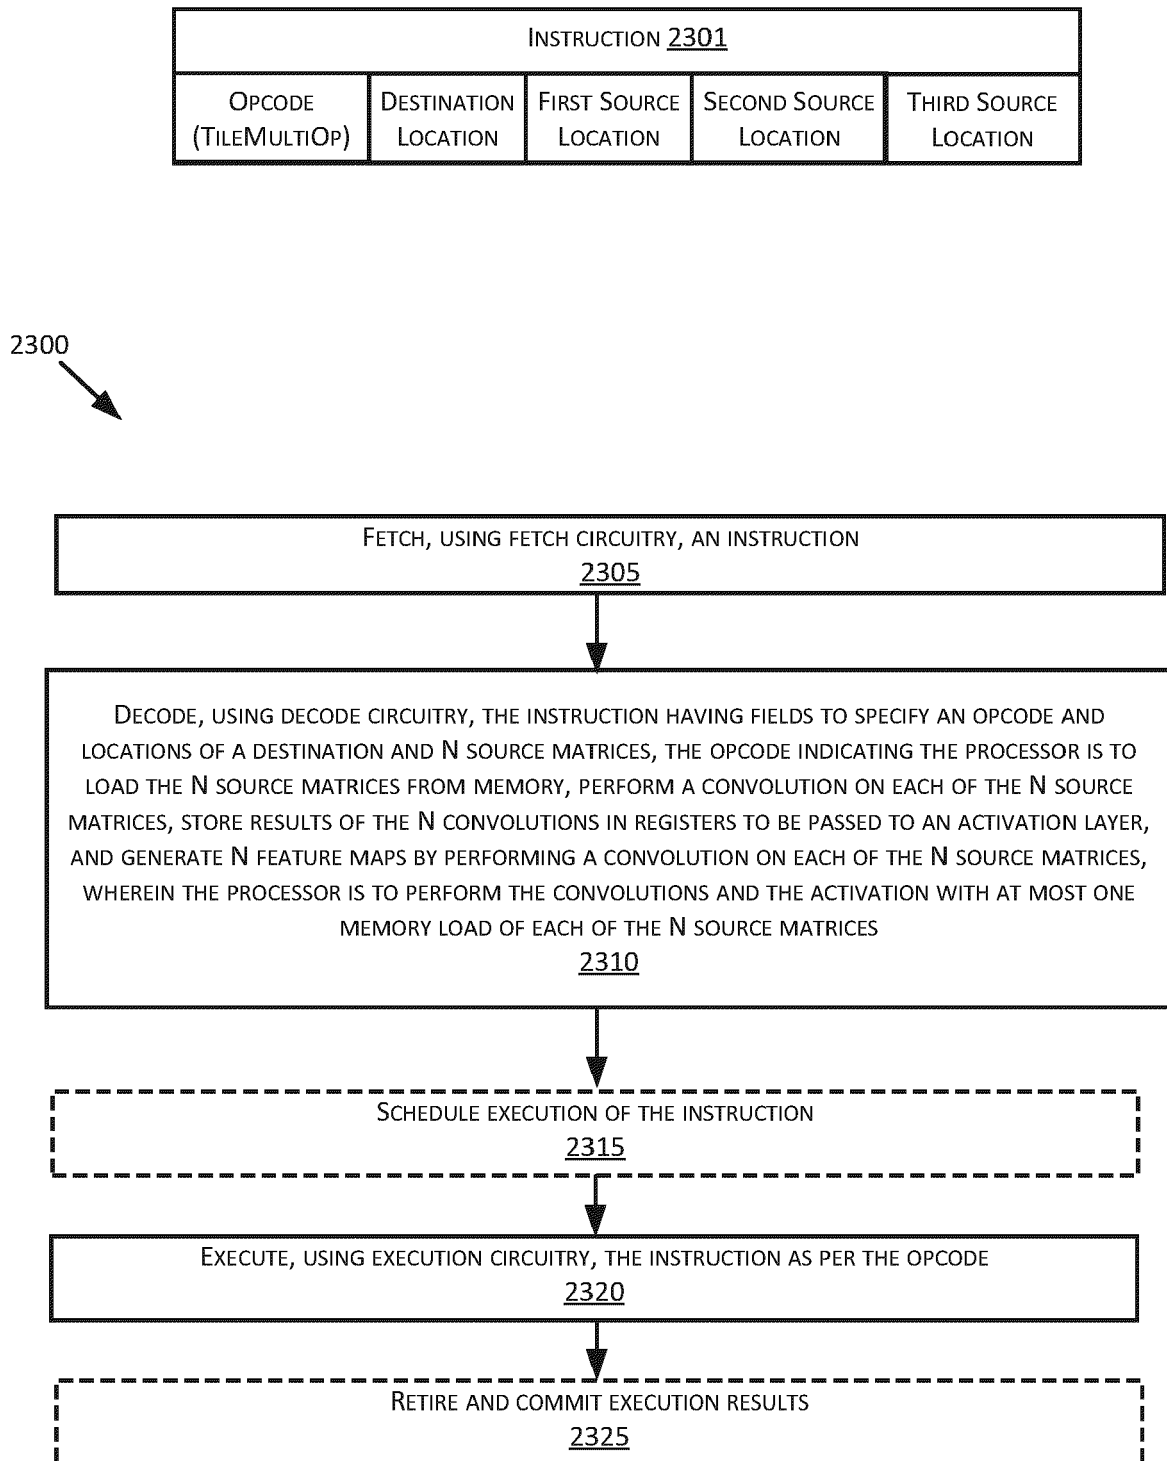 INSTRUCTION 2301
OPCODE
(TILEMULTIOP)
DESTINATION
LOCATION
FIRST SOURCE
LOCATION
SECOND SOURCE
LOCATION
THIRD SOURCE
LOCATION
2300
FETCH, USING FETCH CIRCUITRY, AN INSTRUCTION
2305
DECODE, USING DECODE CIRCUITRY, THE INSTRUCTION HAVING FIELDS TO SPECIFY AN OPCODE AND
LOCATIONS OF A DESTINATION AND N SOURCE MATRICES, THE OPCODE INDICATING THE PROCESSOR IS TO
LOAD THE N SOURCE MATRICES FROM MEMORY, PERFORM A CONVOLUTION ON EACH OF THE N SOURCE
MATRICES, STORE RESULTS OF THE N CONVOLUTIONS IN REGISTERS TO BE PASSED TO AN ACTIVATION LAYER,
AND GENERATE N FEATURE MAPS BY PERFORMING A CONVOLUTION ON EACH OF THE N SOURCE MATRICES,
WHEREIN THE PROCESSOR IS TO PERFORM THE CONVOLUTIONS AND THE ACTIVATION WITH AT MOST ONE
MEMORY LOAD OF EACH OF THE N SOURCE MATRICES
2310
SCHEDULE EXECUTION OF THE INSTRUCTION
2315
EXECUTE, USING EXECUTION CIRCUITRY, THE INSTRUCTION AS PER THE OPCODE
2320
RETIRE AND COMMIT EXECUTION RESULTS
2325